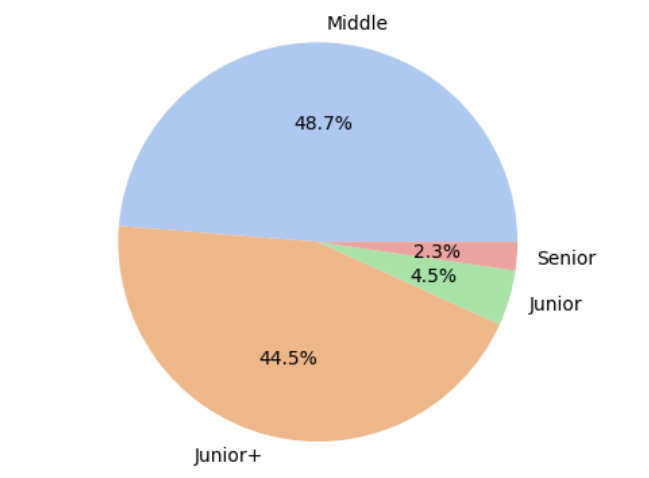 Middle
48.7%
2.3%
Senior
4.5%
Junior
44.5%
Junior+